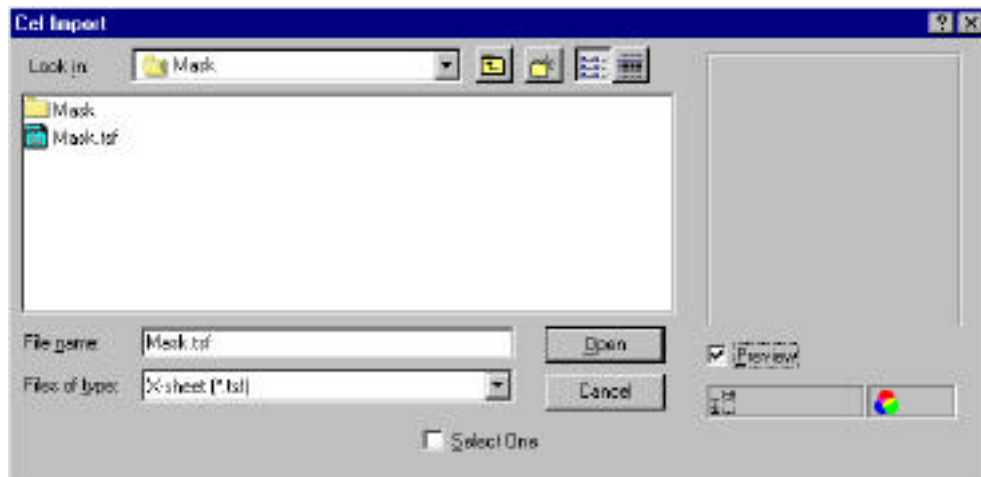 Cel Import
Look in:
Mask
Mask
Mask.tsf
File name:
Mask.tsf
Open
Files of type:
X-sheet (*.tsf)
Cancel
Preview
Select One